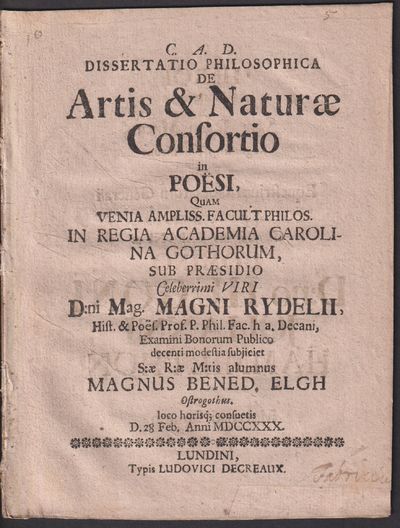 C. A. D.
DISSERTATIO PHILOSOPHICA
DE
Artis & Naturæ
Conſortio
in
POËSI,
QUAM
VENIA AMPLISS. FACULT. PHILOS.
IN REGIA ACADEMIA CAROLI-
NA GOTHORUM,
SUB PRÆSIDIO
Celeberrimi VIRI
D:ni Mag. MAGNI RYDELII,
Hiſt. & Poëſ. Prof. P. Phil. Fac. h a. Decani,
Examini Bonorum Publico
decenti modeſtia ſubjiciet
S:æ R:æ M:tis alumnus
MAGNUS BENED. ELGH
Oſtrogothus.
loco horisq; conſuetis
D. 28 Feb. Anni MDCCXXX.
LUNDINI,
Typis LUDOVICI DECREAUX.